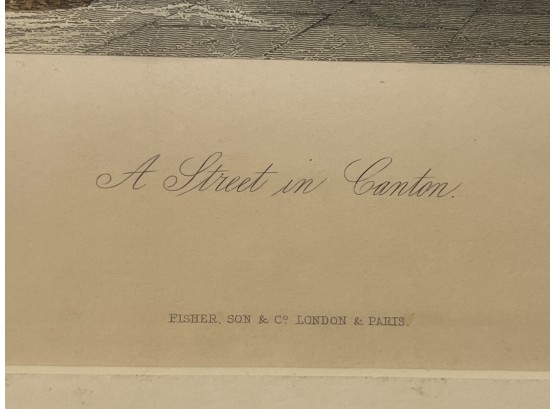 A Street in Canton.
FISHER, SON & Cº. LONDON & PARIS.